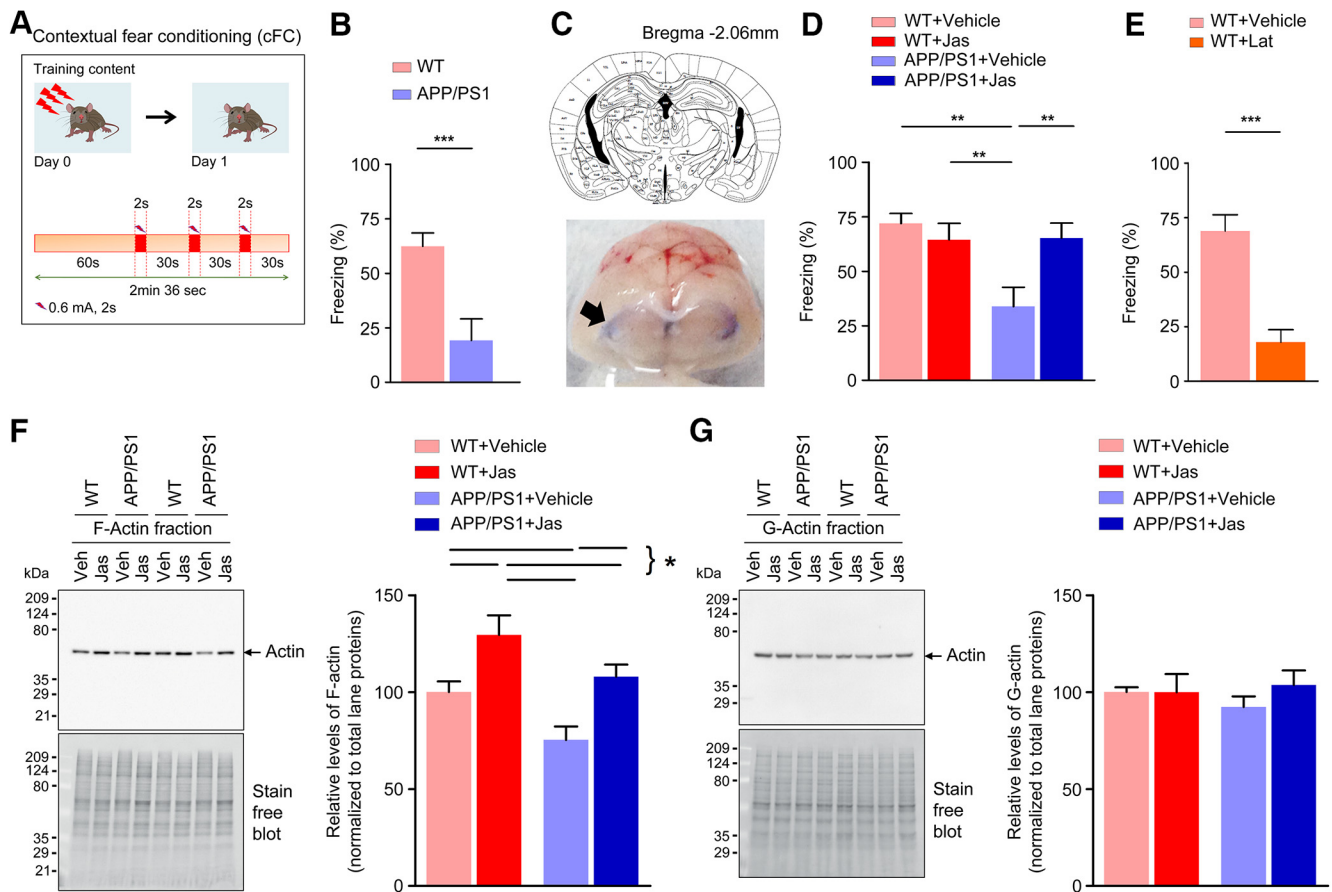 A
Contextual fear conditioning (cFC)
Training content
Day 0
Day 1
2s
2s
2s
60s
30s
30s
30s
2min 36 sec
0.6 mA, 2s
B
WT
APP/PS1
***
100
75
50
25
0
Freezing (%)
C
Bregma -2.06mm
D
WT+Vehicle
WT+Jas
APP/PS1+Vehicle
APP/PS1+Jas
**
**
**
100
75
50
25
0
Freezing (%)
E
WT+Vehicle
WT+Lat
***
100
75
50
25
0
Freezing (%)
F
WT
APP/PS1
WT
APP/PS1
F-Actin fraction
Veh
Jas
Veh
Jas
Veh
Jas
Veh
Jas
kDa
209
124
80
35
29
21
Actin
209
124
80
35
29
21
Stain
free
blot
WT+Vehicle
WT+Jas
APP/PS1+Vehicle
APP/PS1+Jas
} *
150
100
50
0
Relative levels of F-actin
(normalized to total lane proteins)
G
WT
APP/PS1
WT
APP/PS1
G-Actin fraction
Veh
Jas
Veh
Jas
Veh
Jas
Veh
Jas
kDa
209
124
80
35
29
Actin
209
124
80
35
29
Stain
free
blot
WT+Vehicle
WT+Jas
APP/PS1+Vehicle
APP/PS1+Jas
150
100
50
0
Relative levels of G-actin
(normalized to total lane proteins)